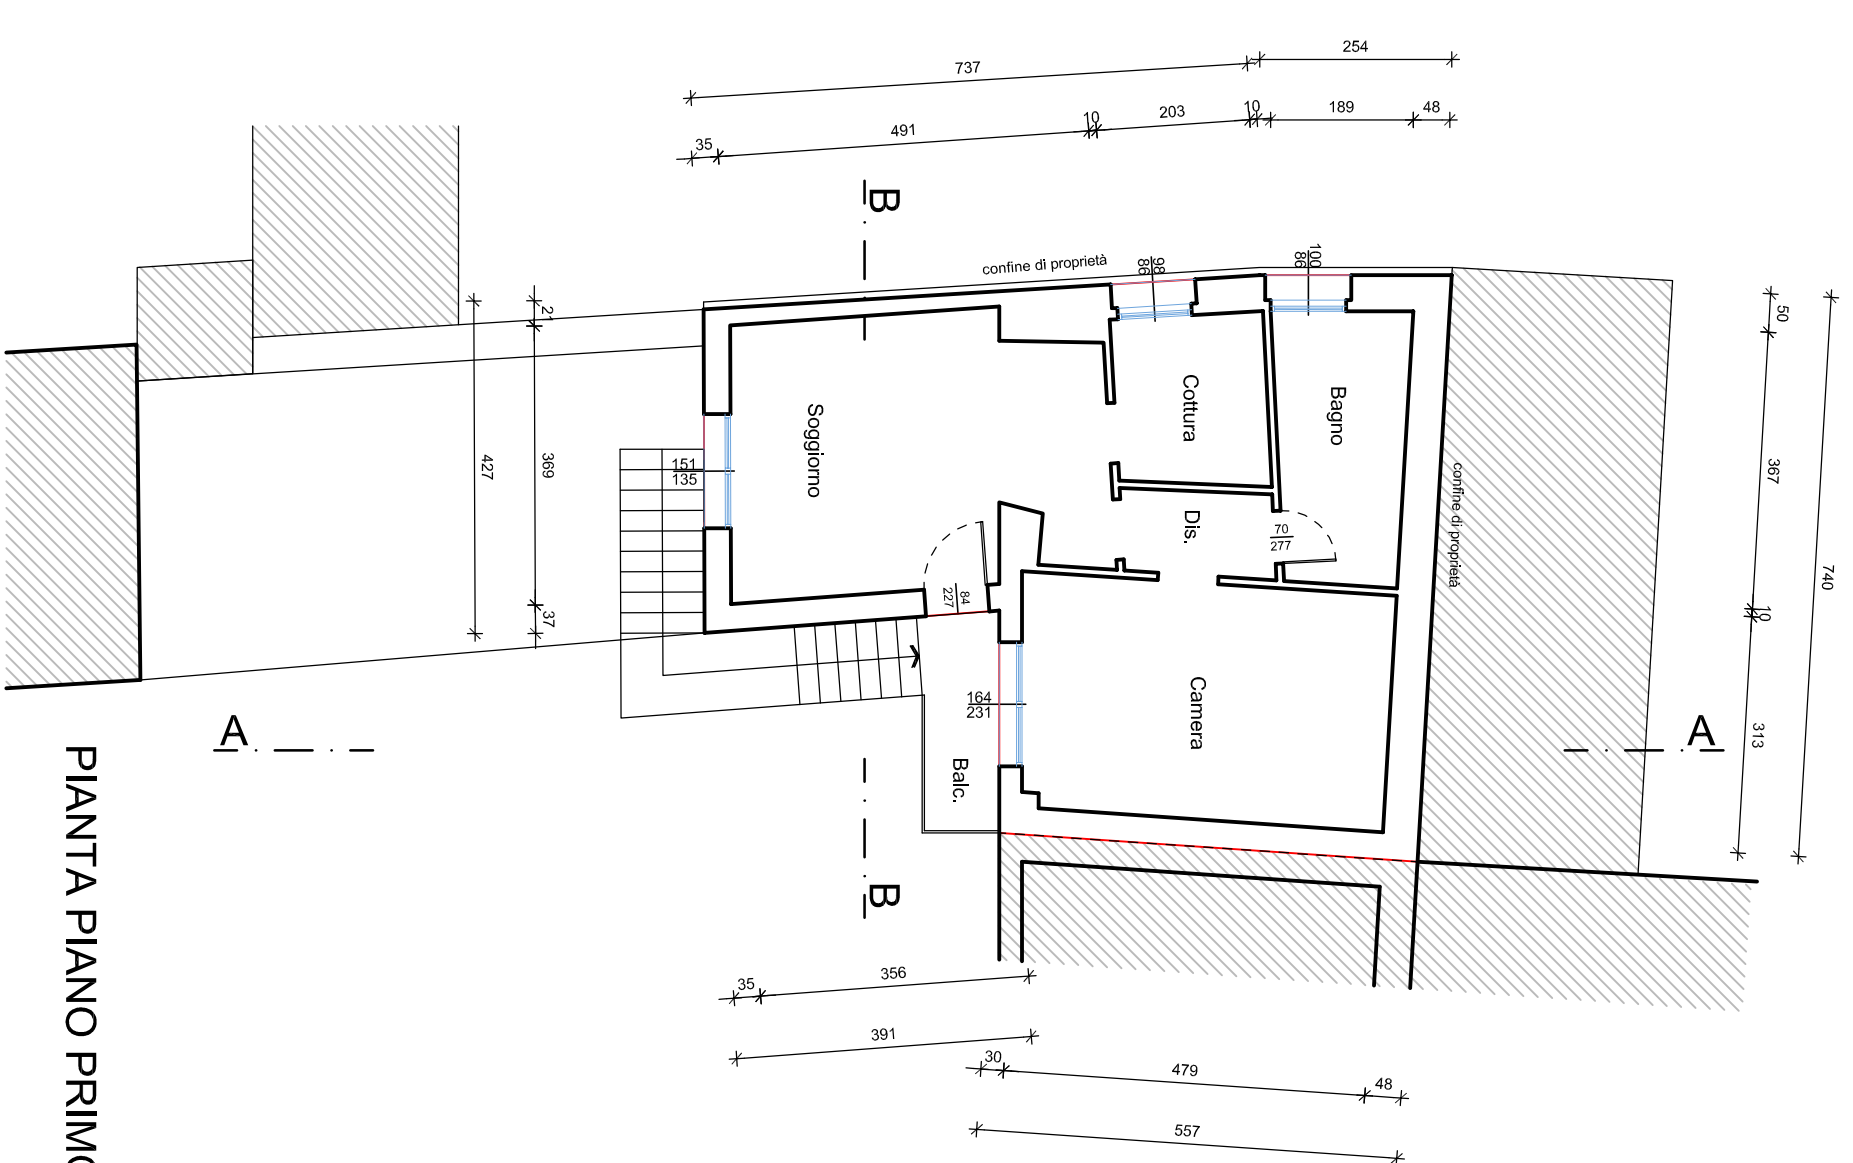 254
737
10
189
48
10
203
491
35
B
confine di proprietà
98
86
100
86
21
50
427
369
37
151
135
Soggiorno
Cottura
Bagno
confine di proprietà
367
Dis.
70
277
740
84
227
10
A
164
231
Camera
Balc.
A
313
PIANTA PIANO PRIMO
B
356
35
391
30
479
48
557